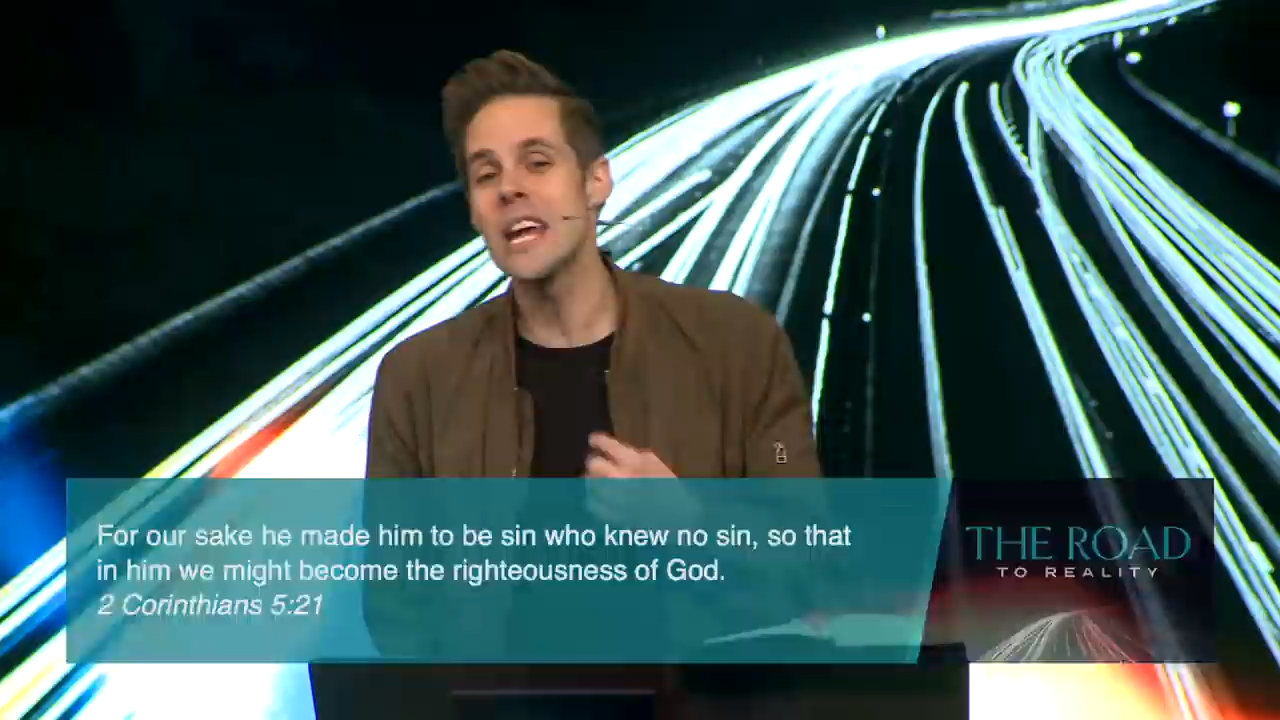 For our sake he made him to be sin who knew no sin, so that
in him we might become the righteousness of God.
2 Corinthians 5:21
THE ROAD
TO REALITY